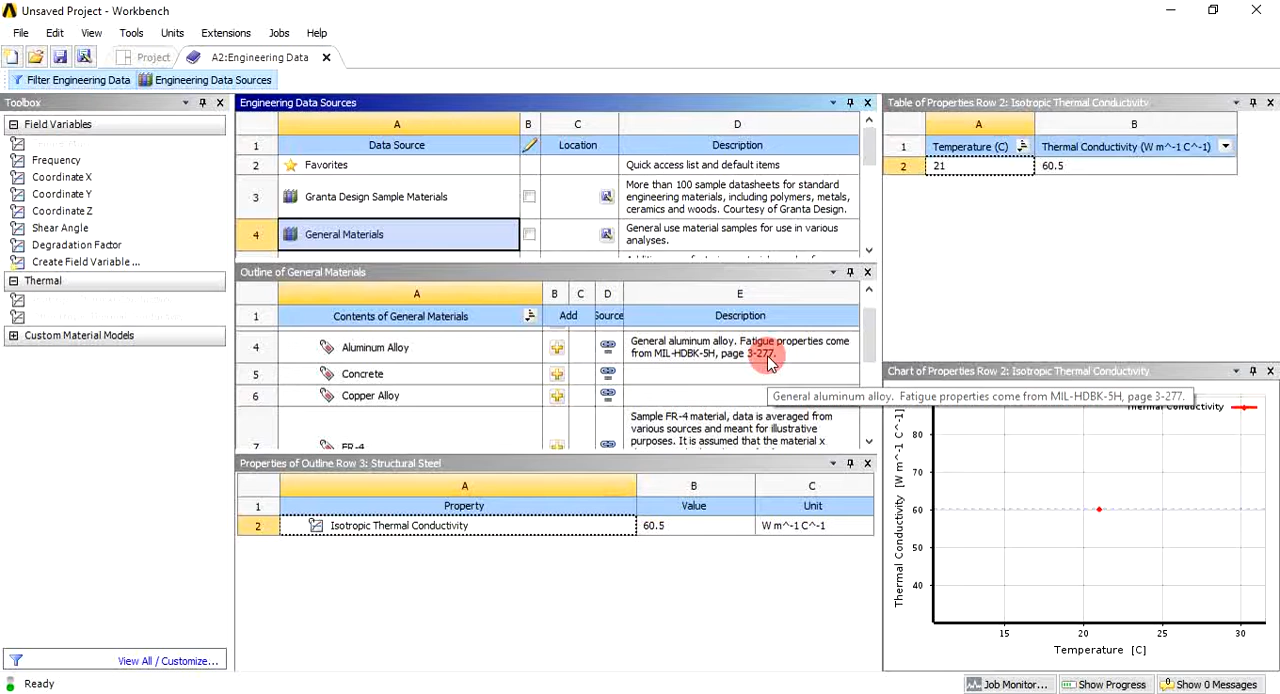 Unsaved Project - Workbench
File Edit View Tools Units Extensions Jobs Help
Project A2:Engineering Data
Filter Engineering Data Engineering Data Sources
Toolbox
Field Variables
Frequency
Coordinate X
Coordinate Y
Coordinate Z
Shear Angle
Degradation Factor
Create Field Variable ...
Thermal
Custom Material Models
View All / Customize...
Engineering Data Sources
A B C D
1 Data Source Location Description
2 Favorites Quick access list and default items
3 Granta Design Sample Materials More than 100 sample datasheets for standard
engineering materials, including polymers, metals,
ceramics and woods. Courtesy of Granta Design.
4 General Materials General use material samples for use in various
analyses.
Outline of General Materials
A B C D E
1 Contents of General Materials Add Source Description
4 Aluminum Alloy General aluminum alloy. Fatigue properties come
from MIL-HDBK-5H, page 3-277.
5 Concrete
6 Copper Alloy
General aluminum alloy. Fatigue properties come from MIL-HDBK-5H, page 3-277.
7 FR-4 Sample FR-4 material, data is averaged from
various sources and meant for illustrative
purposes. It is assumed that the material x
Properties of Outline Row 3: Structural Steel
A B C
1 Property Value Unit
2 Isotropic Thermal Conductivity 60.5 W m^-1 C^-1
Table of Properties Row 2: Isotropic Thermal Conductivity
A B
1 Temperature (C) Thermal Conductivity (W m^-1 C^-1)
2 21 60.5
Chart of Properties Row 2: Isotropic Thermal Conductivity
Thermal Conductivity
Thermal Conductivity [W m^-1 C^-1]
80
70
60
50
40
15 20 25 30
Temperature [C]
Ready
Job Monitor... Show Progress Show 0 Messages